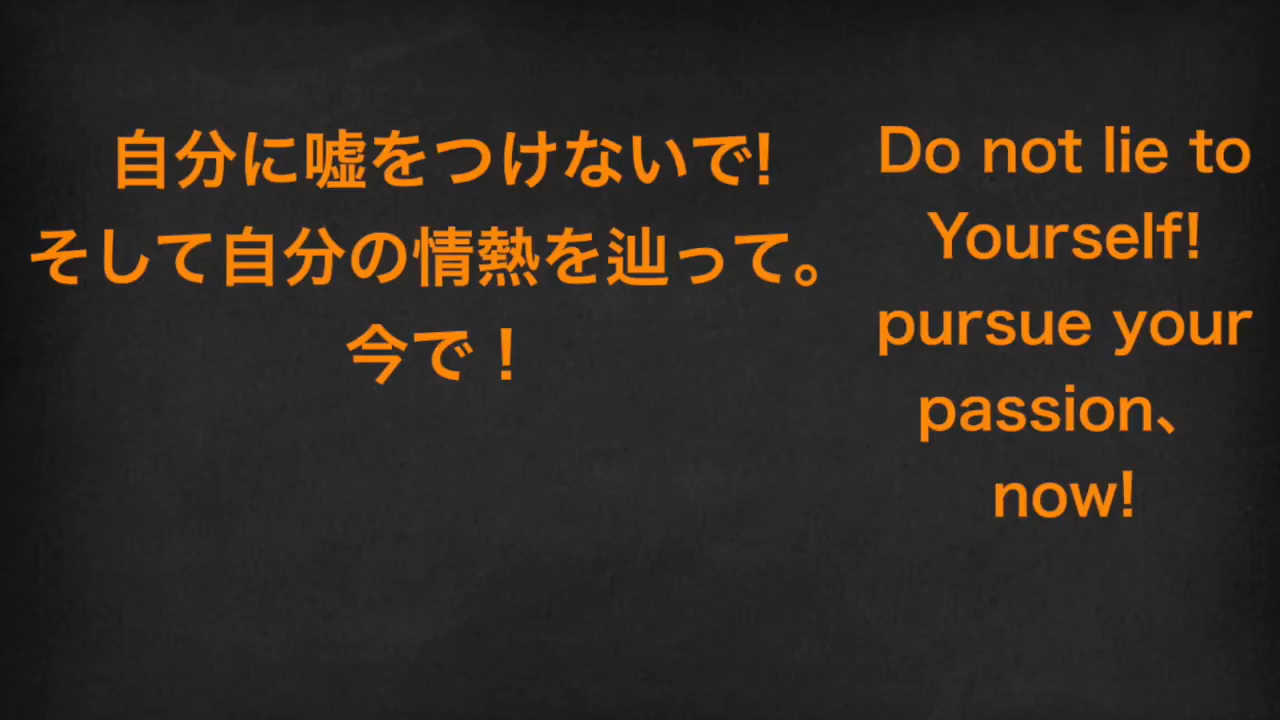 自分に嘘をつけないで!
そして自分の情熱を辿って。
今で！
Do not lie to
Yourself!
pursue your
passion、
now!